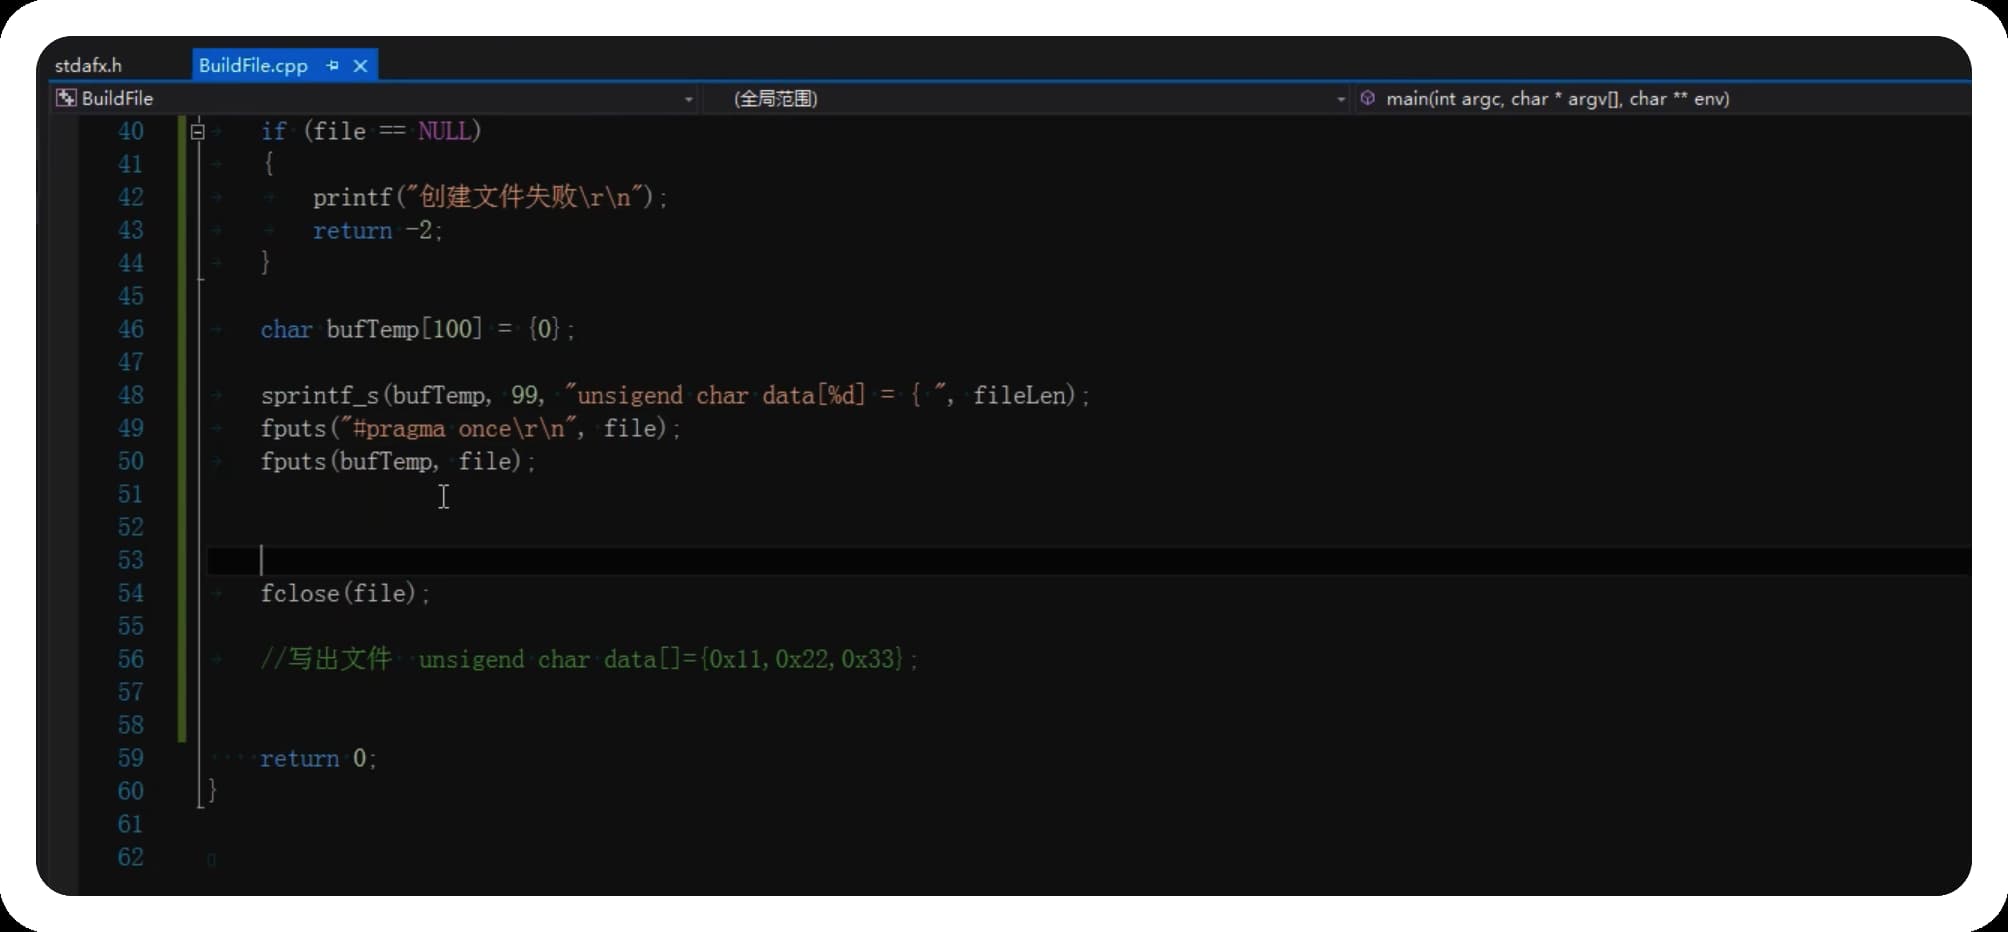 stdafx.h
BuildFile.cpp
BuildFile
(全局范围)
main(int argc, char * argv[], char ** env)
40 if (file == NULL)
41 {
42 printf("创建文件失败\r\n");
43 return -2;
44 }
45
46 char bufTemp[100] = {0};
47
48 sprintf_s(bufTemp, 99, "unsigend char data[%d] = { ", fileLen);
49 fputs("#pragma once\r\n", file);
50 fputs(bufTemp, file);
51
52
53
54 fclose(file);
55
56 //写出文件 unsigend char data[]={0x11,0x22,0x33};
57
58
59 return 0;
60 }
61
62